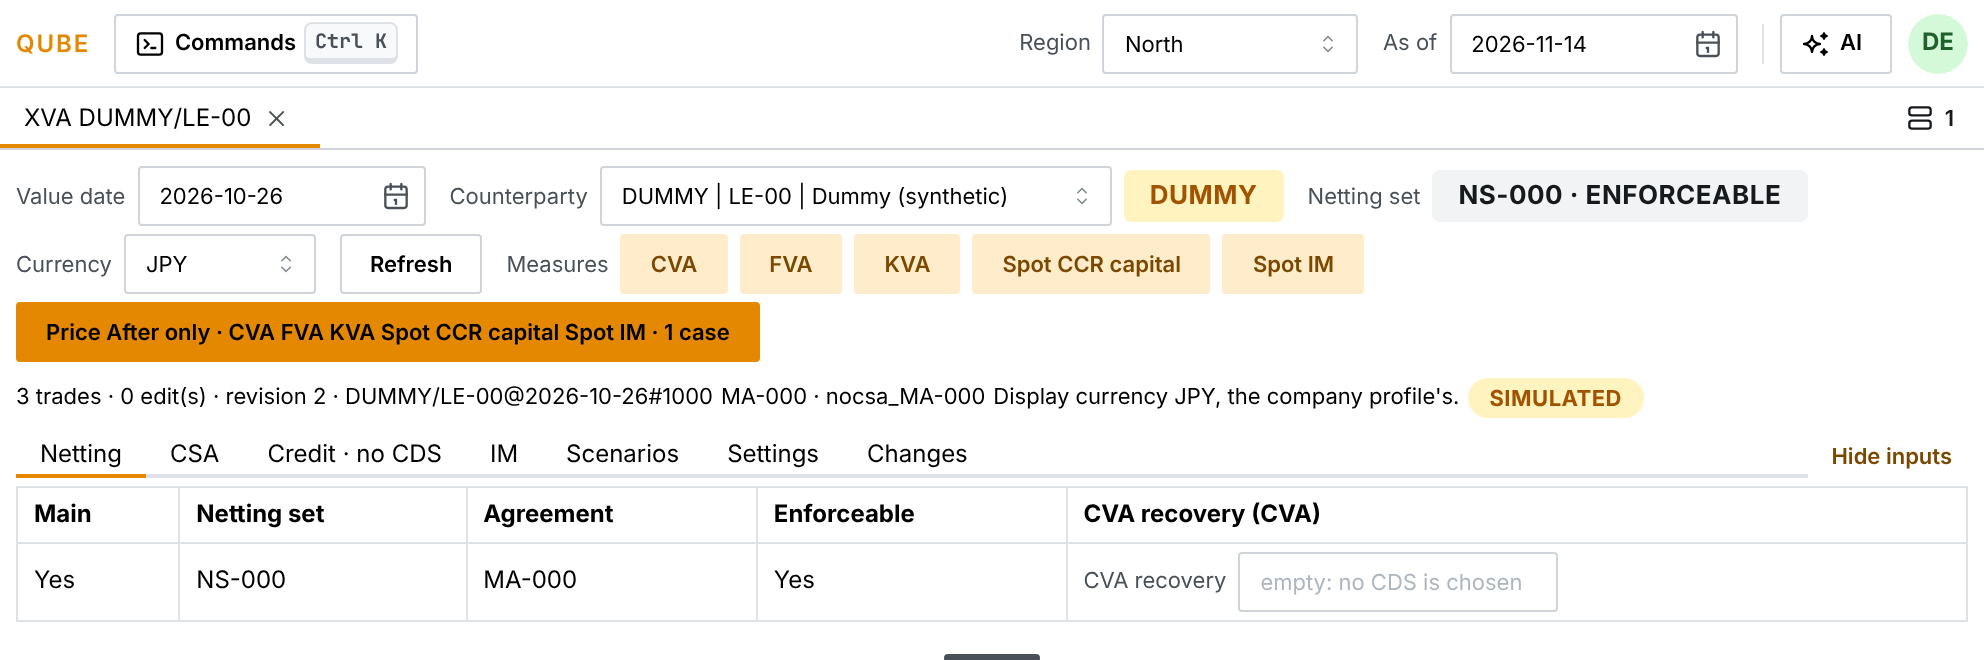 QUBE Commands Ctrl K Region North As of 2026-11-14 AI DE
XVA DUMMY/LE-00 1
Value date 2026-10-26 Counterparty DUMMY | LE-00 | Dummy (synthetic) DUMMY Netting set NS-000 · ENFORCEABLE
Currency JPY Refresh Measures CVA FVA KVA Spot CCR capital Spot IM
Price After only · CVA FVA KVA Spot CCR capital Spot IM · 1 case
3 trades · 0 edit(s) · revision 2 · DUMMY/LE-00@2026-10-26#1000 MA-000 · nocsa_MA-000 Display currency JPY, the company profile's. SIMULATED
Netting CSA Credit · no CDS IM Scenarios Settings Changes Hide inputs
Main Netting set Agreement Enforceable CVA recovery (CVA)
Yes NS-000 MA-000 Yes CVA recovery empty: no CDS is chosen